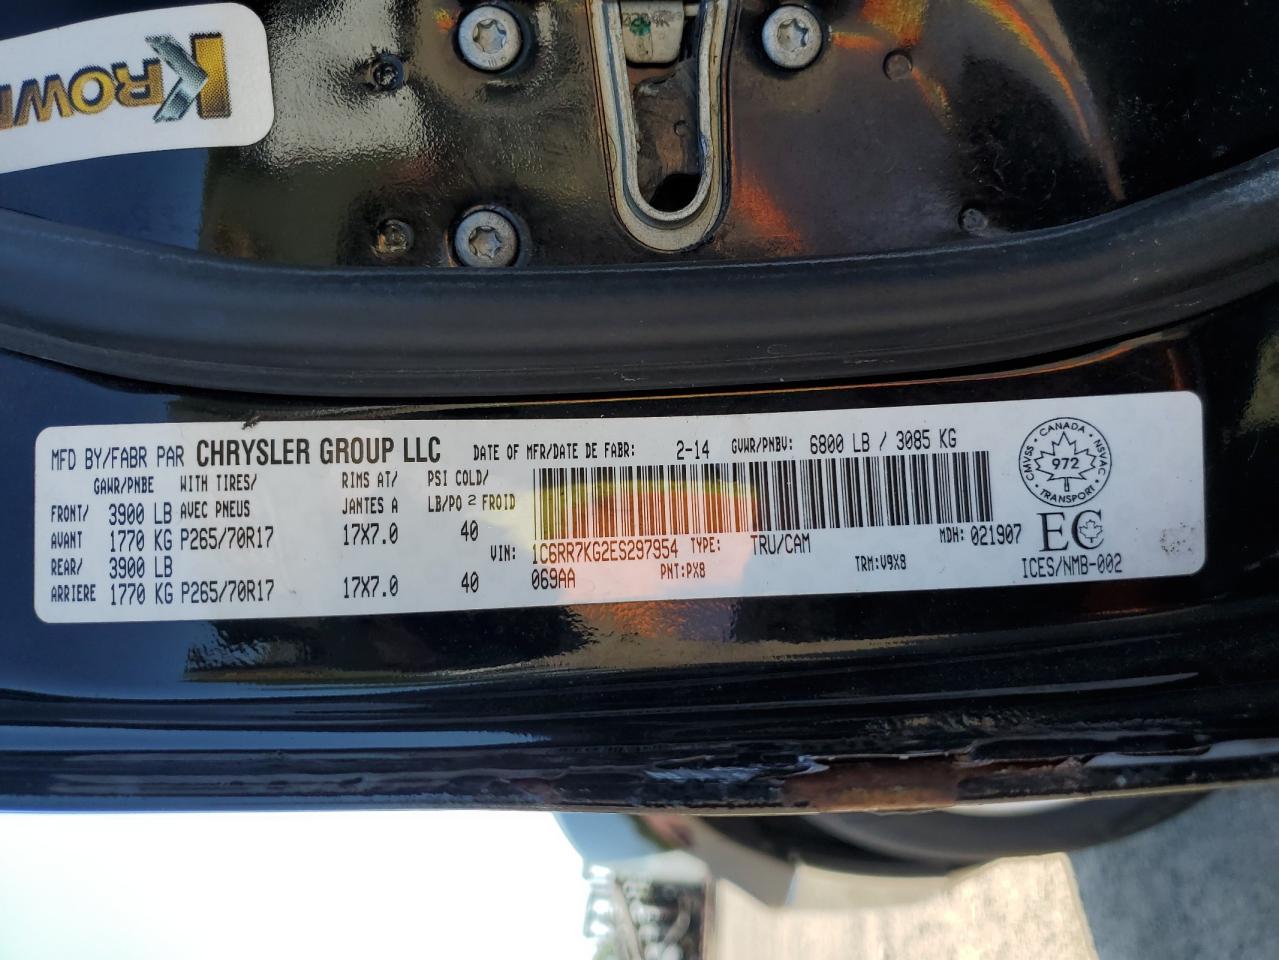 KROW
MFD BY/FABR PAR CHRYSLER GROUP LLC DATE OF MFR/DATE DE FABR: 2-14 GVWR/PNBV: 6800 LB / 3085 KG
GAWR/PNBE WITH TIRES/ RIMS AT/ PSI COLD/
AVEC PNEUS JANTES A LB/PO 2 FROID
FRONT/ 3900 LB
AVANT 1770 KG P265/70R17 17X7.0 40
REAR/ 3900 LB
ARRIERE 1770 KG P265/70R17 17X7.0 40
MDH: 021907
VIN: 1C6RR7KG2ES297954 TYPE: TRU/CAM
069AA PNT:PX8 TRM:V9X8
CANADA
CMVSS 972 NSVAC
TRANSPORT
EC
ICES/NMB-002